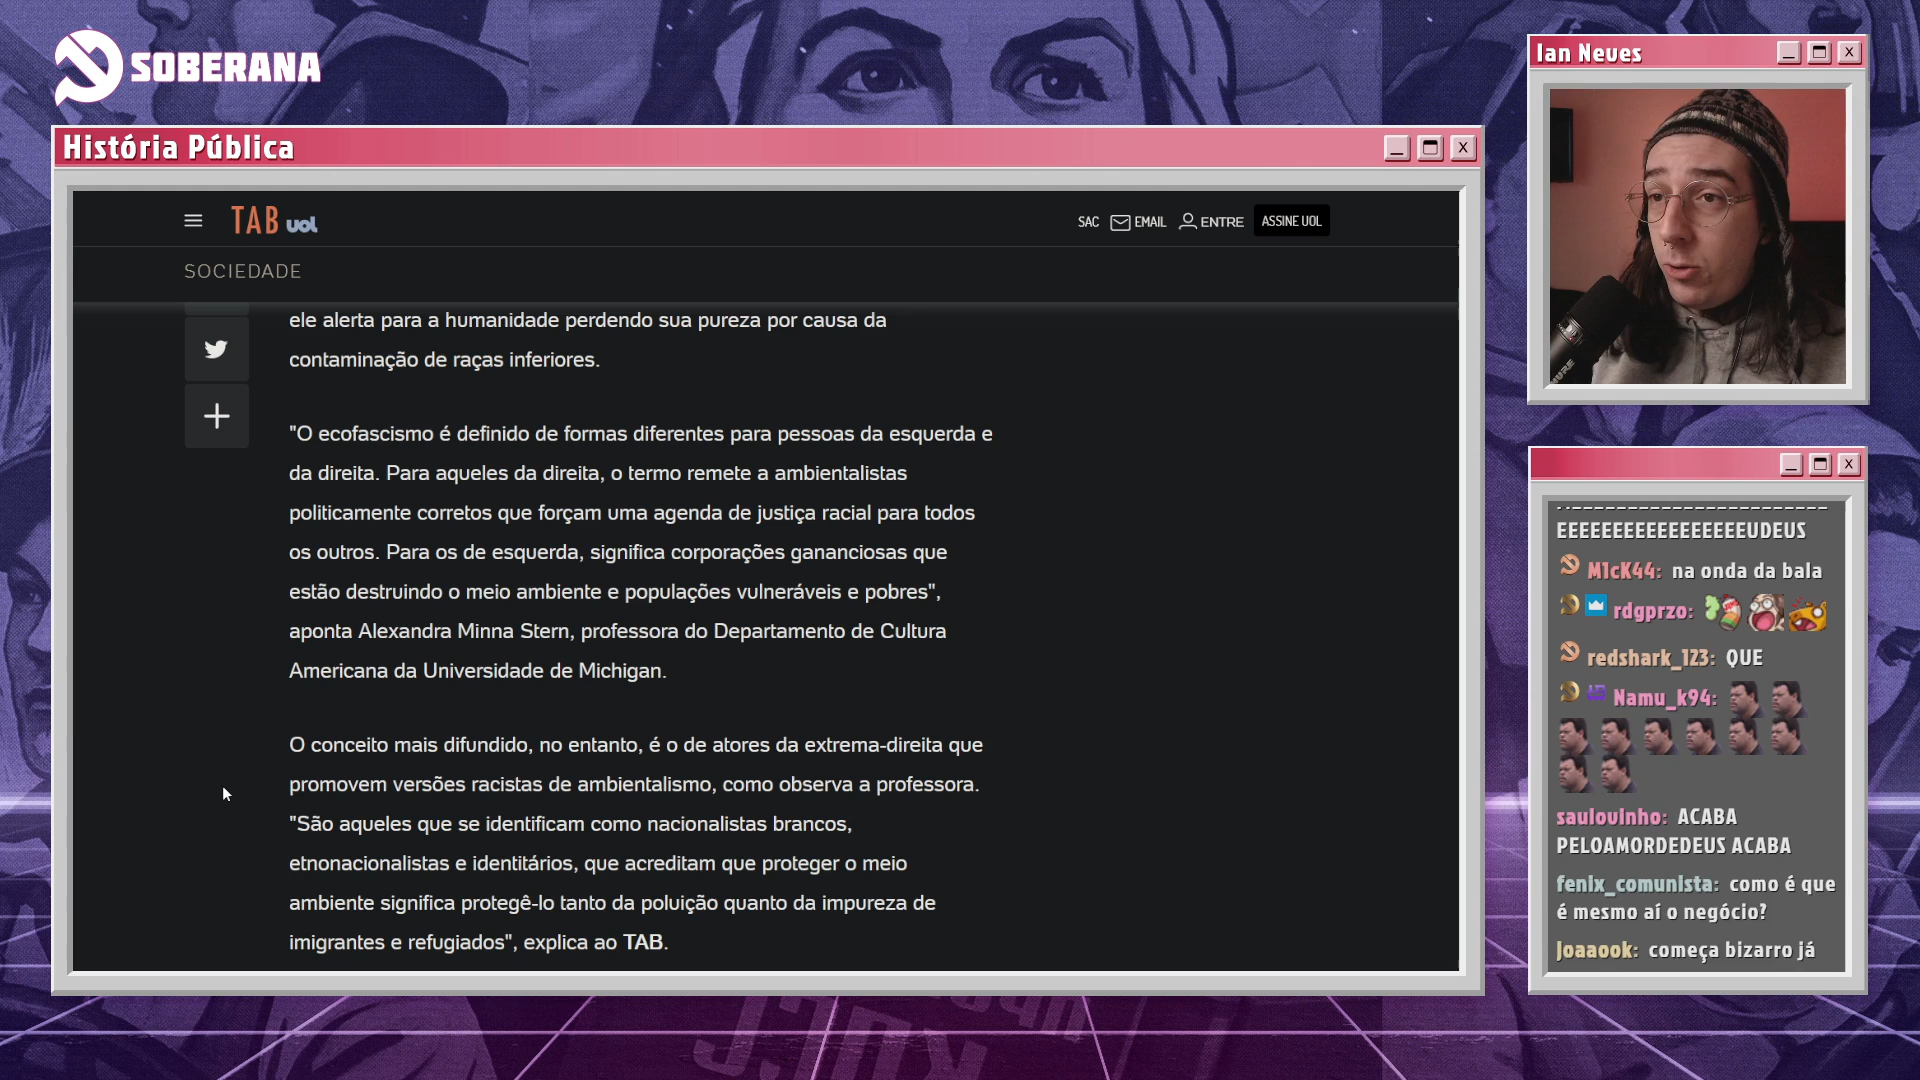 SOBERANA
História Pública
TAB uol
SAC EMAIL ENTRE ASSINE UOL
SOCIEDADE
ele alerta para a humanidade perdendo sua pureza por causa da
contaminação de raças inferiores.
"O ecofascismo é definido de formas diferentes para pessoas da esquerda e
da direita. Para aqueles da direita, o termo remete a ambientalistas
politicamente corretos que forçam uma agenda de justiça racial para todos
os outros. Para os de esquerda, significa corporações gananciosas que
estão destruindo o meio ambiente e populações vulneráveis e pobres",
aponta Alexandra Minna Stern, professora do Departamento de Cultura
Americana da Universidade de Michigan.
O conceito mais difundido, no entanto, é o de atores da extrema-direita que
promovem versões racistas de ambientalismo, como observa a professora.
"São aqueles que se identificam como nacionalistas brancos,
etnonacionalistas e identitários, que acreditam que proteger o meio
ambiente significa protegê-lo tanto da poluição quanto da impureza de
imigrantes e refugiados", explica ao TAB.
Ian Neves
EEEEEEEEEEEEEEEEEUDEUS
M1cK44: na onda da bala
rdgprzo:
redshark_123: QUE
Namu_k94:
saulovinho: ACABA
PELOAMORDEDEUS ACABA
fenix_comunista: como é que
é mesmo aí o negócio?
Joaaook: começa bizarro já